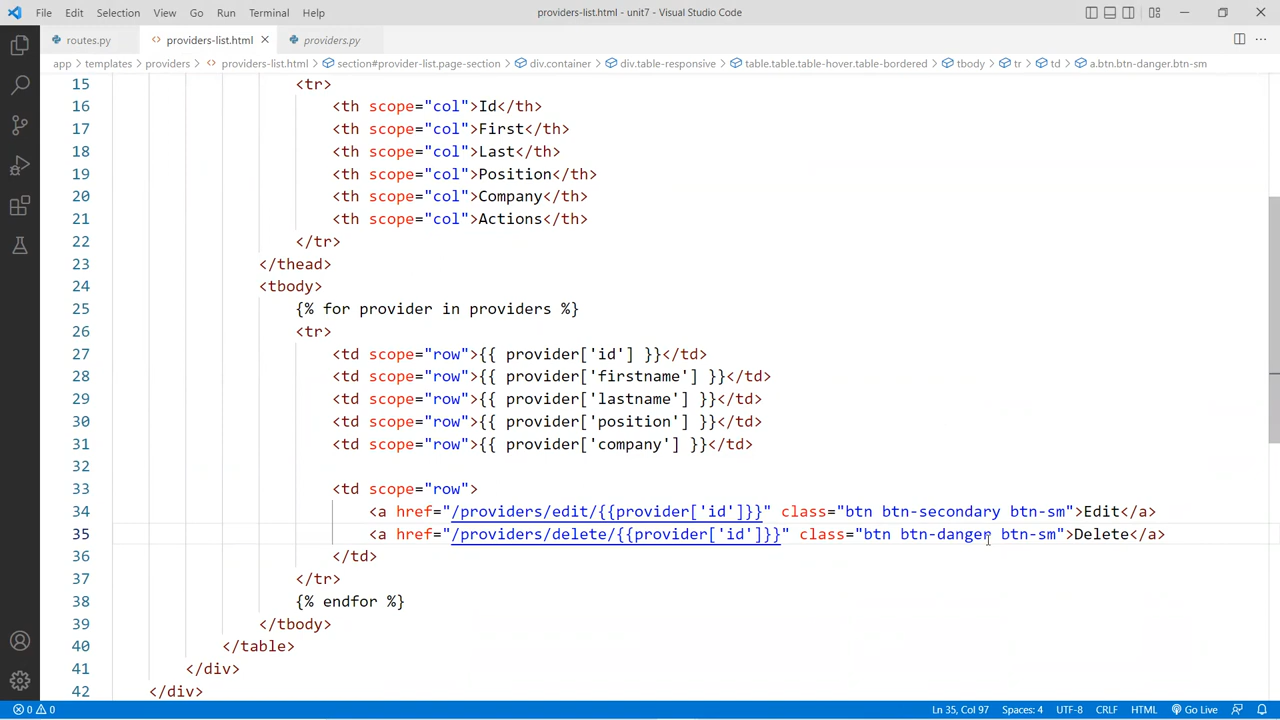 File Edit Selection View Go Run Terminal Help providers-list.html - unit7 - Visual Studio Code
routes.py providers-list.html providers.py
app > templates > providers > providers-list.html > section#provider-list.page-section > div.container > div.table-responsive > table.table.table-hover.table-bordered > tbody > tr > td > a.btn.btn-danger.btn-sm
15 <tr>
16 <th scope="col">Id</th>
17 <th scope="col">First</th>
18 <th scope="col">Last</th>
19 <th scope="col">Position</th>
20 <th scope="col">Company</th>
21 <th scope="col">Actions</th>
22 </tr>
23 </thead>
24 <tbody>
25 {% for provider in providers %}
26 <tr>
27 <td scope="row">{{ provider['id'] }}</td>
28 <td scope="row">{{ provider['firstname'] }}</td>
29 <td scope="row">{{ provider['lastname'] }}</td>
30 <td scope="row">{{ provider['position'] }}</td>
31 <td scope="row">{{ provider['company'] }}</td>
32
33 <td scope="row">
34 <a href="/providers/edit/{{provider['id']}}" class="btn btn-secondary btn-sm">Edit</a>
35 <a href="/providers/delete/{{provider['id']}}" class="btn btn-danger btn-sm">Delete</a>
36 </td>
37 </tr>
38 {% endfor %}
39 </tbody>
40 </table>
41 </div>
42 </div>
0 0 Ln 35, Col 97 Spaces: 4 UTF-8 CRLF HTML Go Live